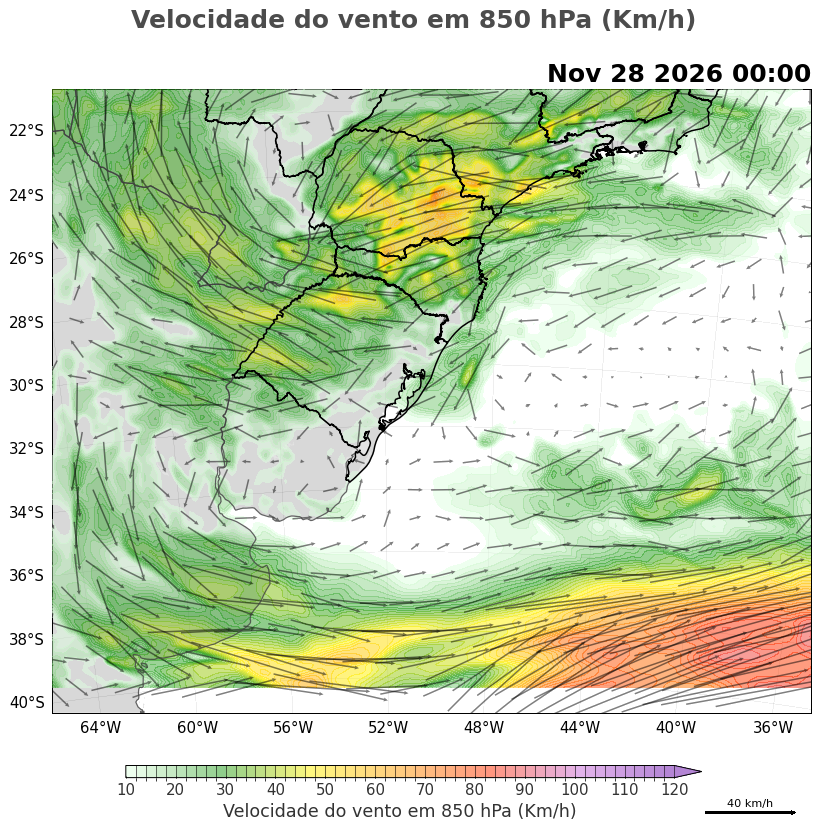 Velocidade do vento em 850 hPa (Km/h)
Nov 28 2026 00:00
22°S
24°S
26°S
28°S
30°S
32°S
34°S
36°S
38°S
40°S
64°W 60°W 56°W 52°W 48°W 44°W 40°W 36°W
10 20 30 40 50 60 70 80 90 100 110 120
Velocidade do vento em 850 hPa (Km/h)
40 km/h